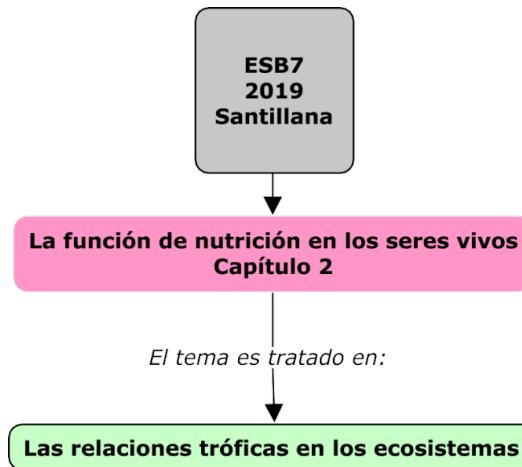 ESB7
2019
Santillana
La función de nutrición en los seres vivos
Capítulo 2
El tema es tratado en:
Las relaciones tróficas en los ecosistemas